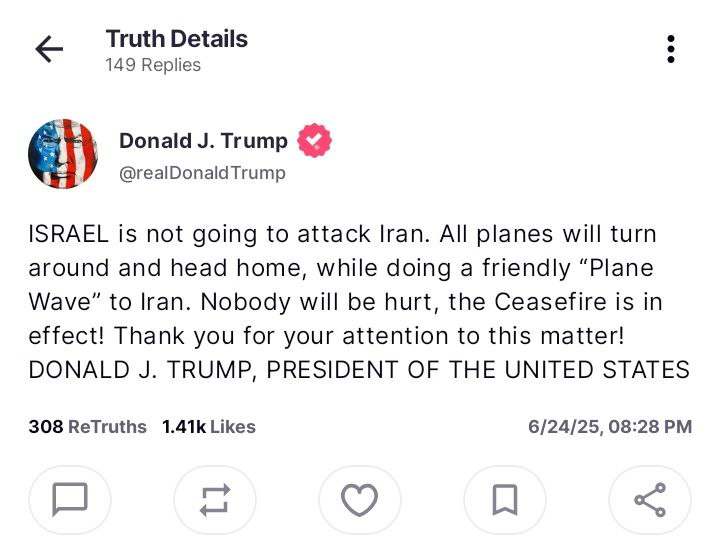 Truth Details
149 Replies
Donald J. Trump
@realDonaldTrump
ISRAEL is not going to attack Iran. All planes will turn
around and head home, while doing a friendly “Plane
Wave” to Iran. Nobody will be hurt, the Ceasefire is in
effect! Thank you for your attention to this matter!
DONALD J. TRUMP, PRESIDENT OF THE UNITED STATES
308 ReTruths 1.41k Likes 6/24/25, 08:28 PM